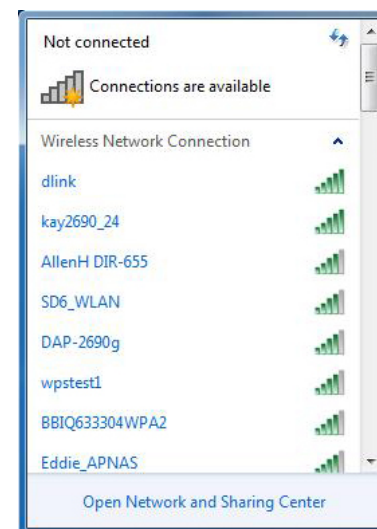 Not connected
Connections are available
Wireless Network Connection
dlink
kay2690_24
AllenH DIR-655
SD6_WLAN
DAP-2690g
wpstest1
BBIQ633304WPA2
Eddie_APNAS
Open Network and Sharing Center